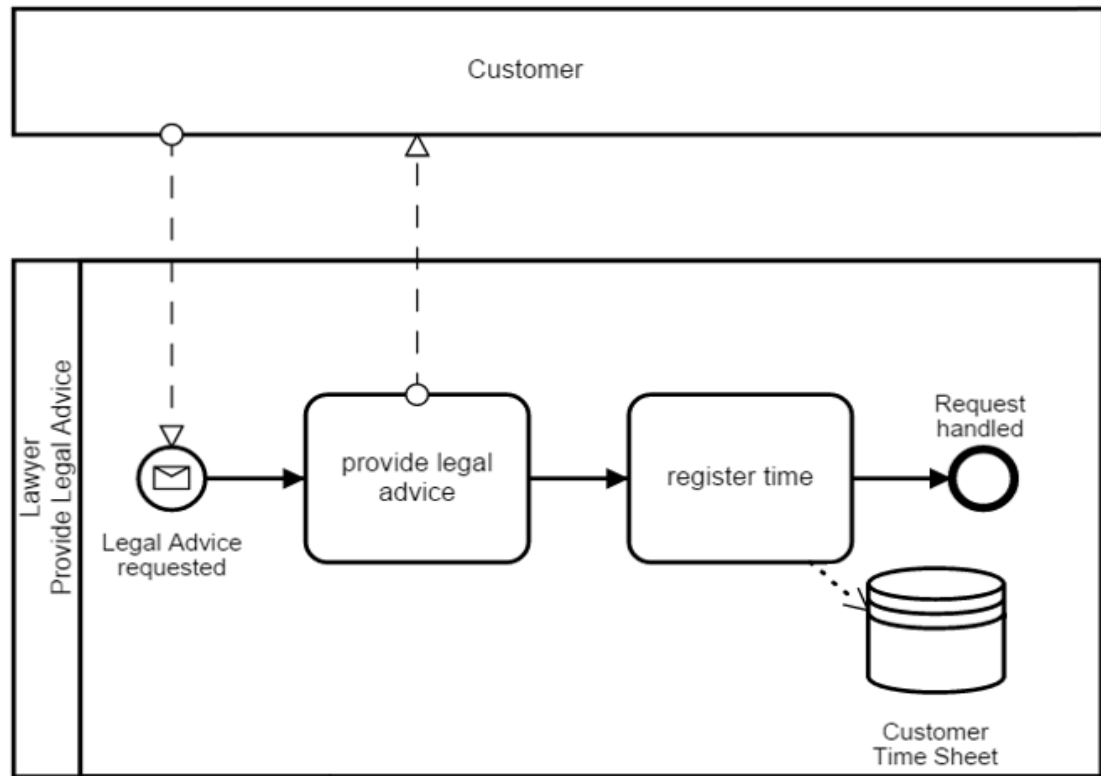 Customer
Lawyer
Provide Legal Advice
Legal Advice
requested
provide legal
advice
register time
Request
handled
Customer
Time Sheet